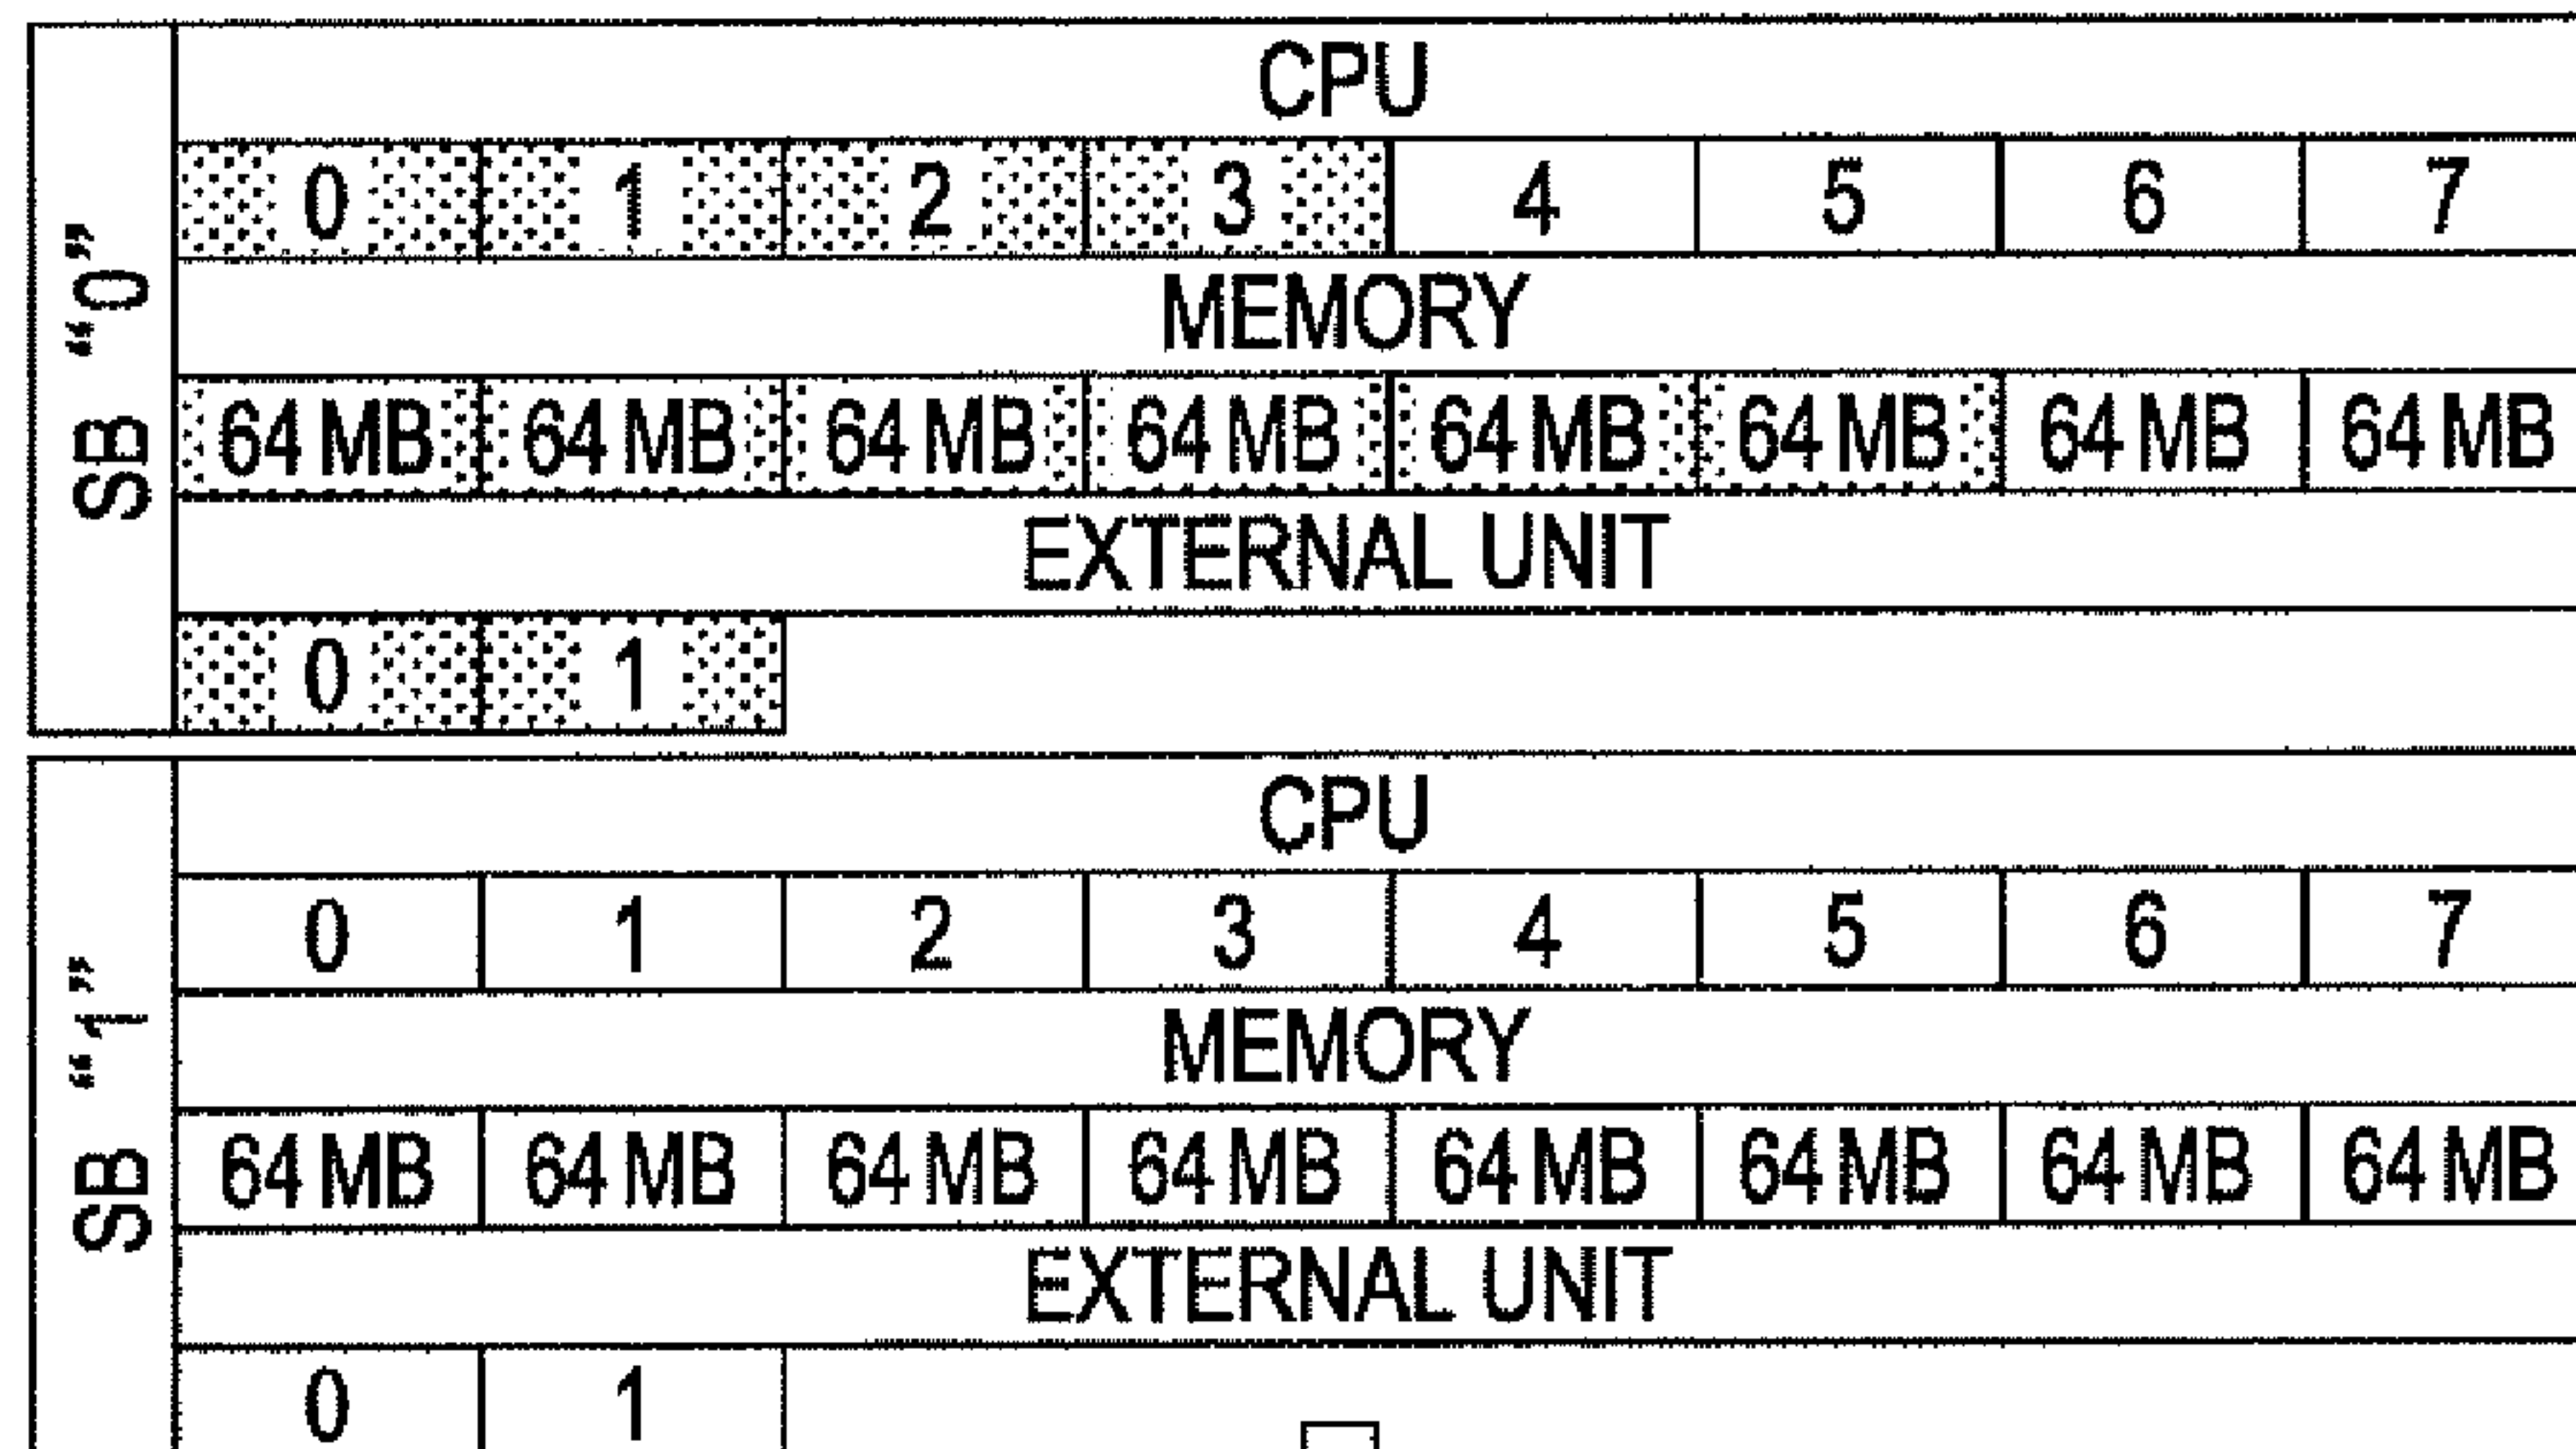 SB “0”
CPU
0 1 2 3 4 5 6 7
MEMORY
64 MB 64 MB 64 MB 64 MB 64 MB 64 MB 64 MB 64 MB
EXTERNAL UNIT
0 1
SB “1”
CPU
0 1 2 3 4 5 6 7
MEMORY
64 MB 64 MB 64 MB 64 MB 64 MB 64 MB 64 MB 64 MB
EXTERNAL UNIT
0 1